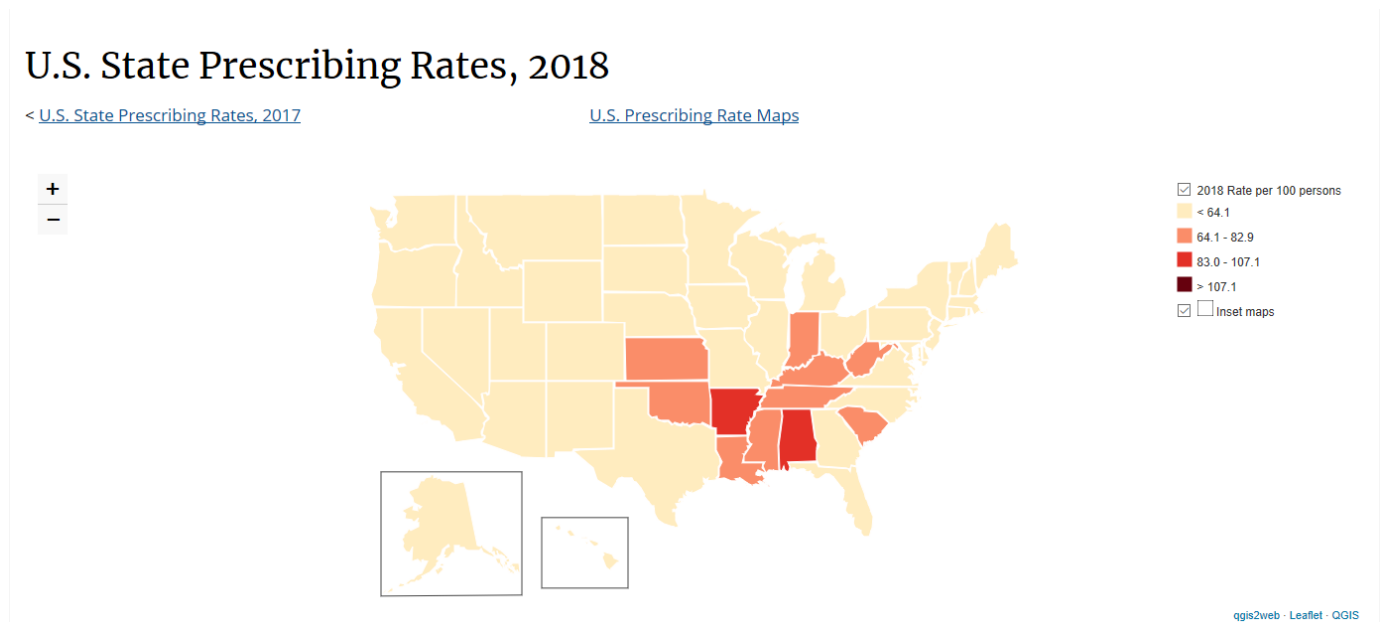 U.S. State Prescribing Rates, 2018
< U.S. State Prescribing Rates, 2017
U.S. Prescribing Rate Maps
+
−
2018 Rate per 100 persons
< 64.1
64.1 - 82.9
83.0 - 107.1
> 107.1
Inset maps
qgis2web · Leaflet · QGIS